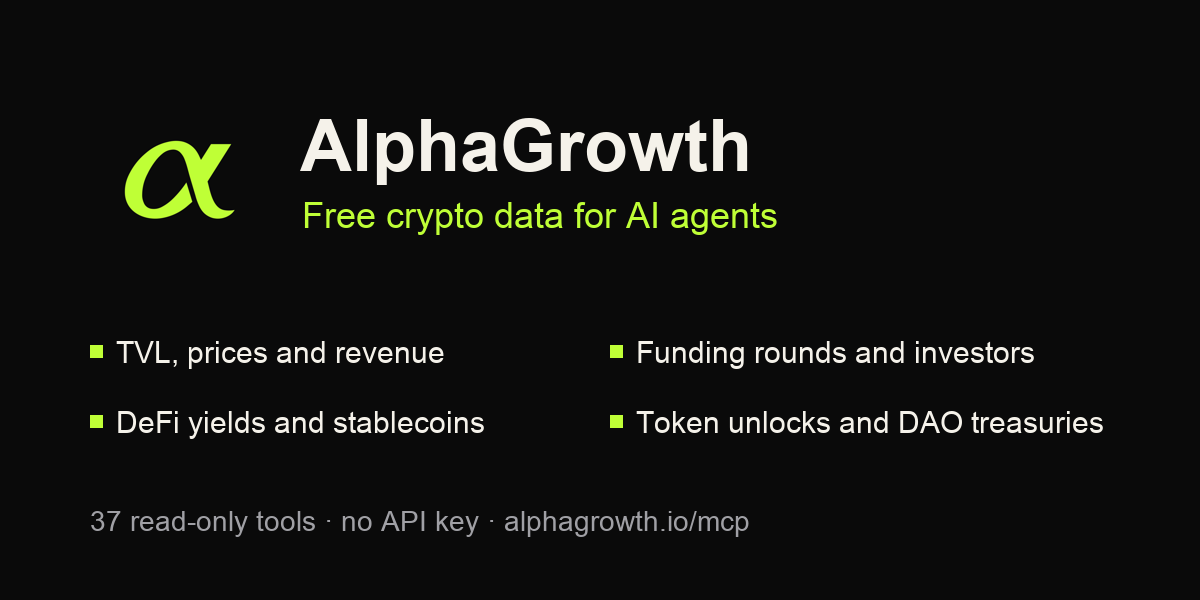 α
AlphaGrowth
Free crypto data for AI agents
TVL, prices and revenue
Funding rounds and investors
DeFi yields and stablecoins
Token unlocks and DAO treasuries
37 read-only tools · no API key · alphagrowth.io/mcp